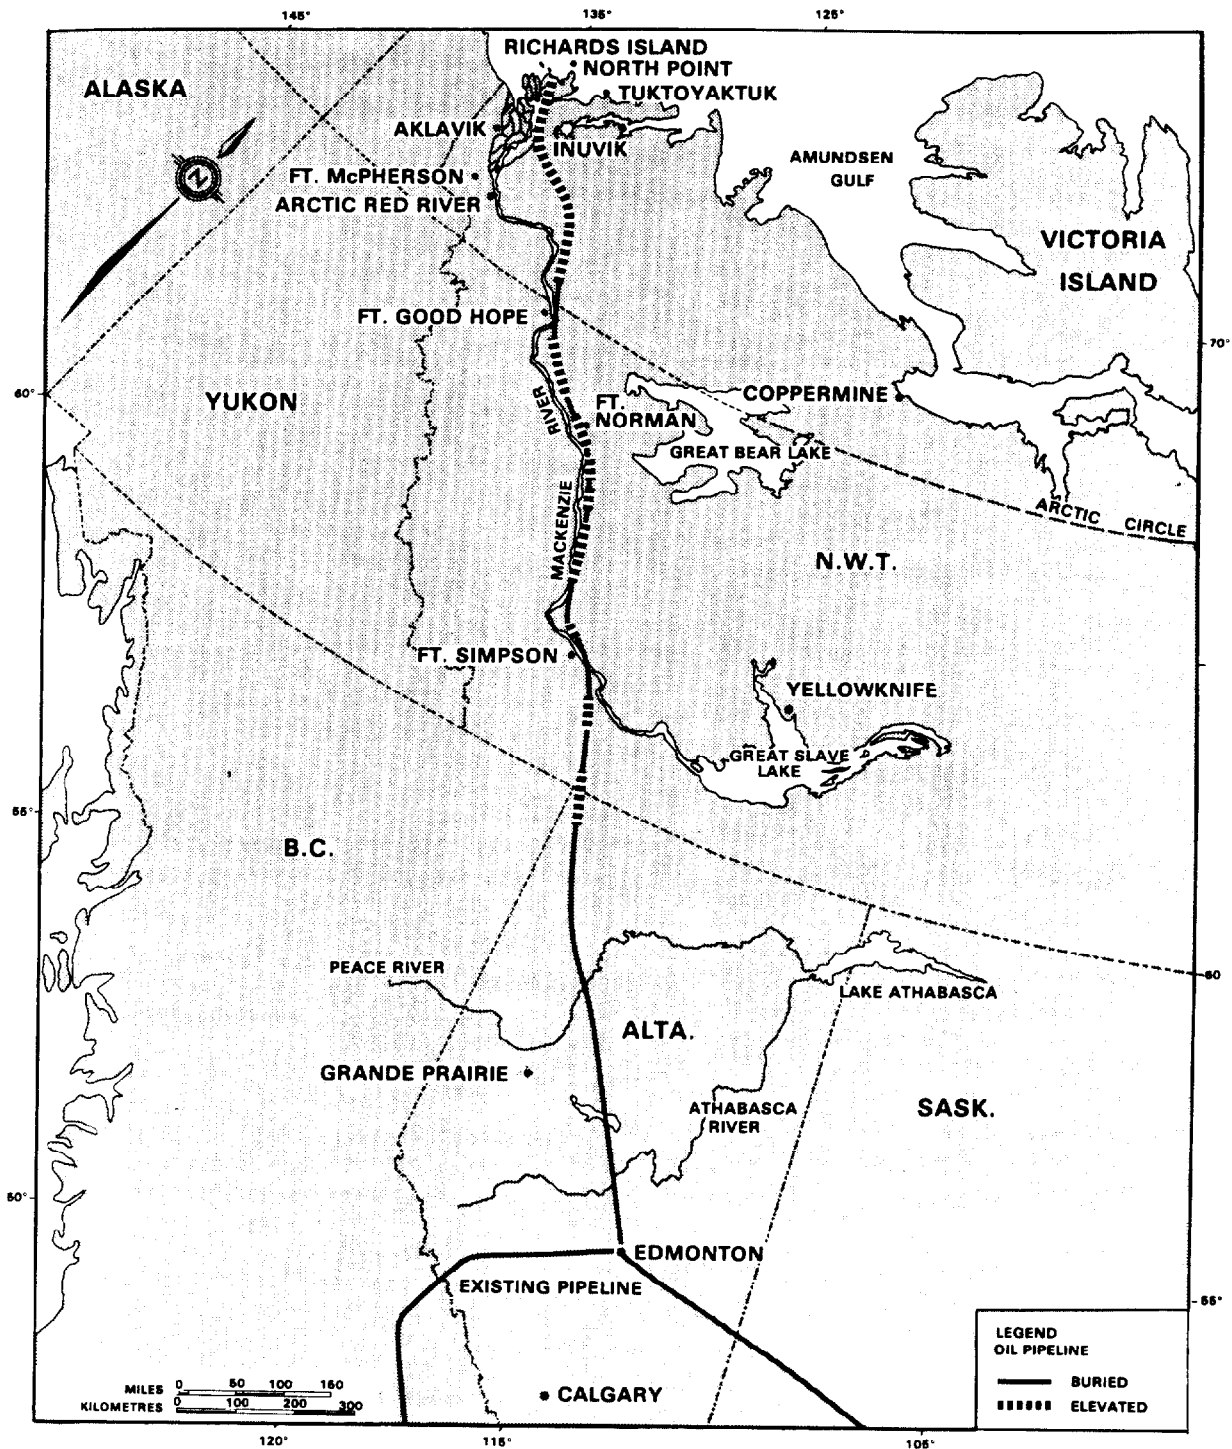 145°
135°
125°
RICHARDS ISLAND
NORTH POINT
TUKTOYAKTUK
ALASKA
AKLAVIK
INUVIK
AMUNDSEN
GULF
FT. McPHERSON
ARCTIC RED RIVER
N
VICTORIA
ISLAND
FT. GOOD HOPE
70°
60°
YUKON
COPPERMINE
FT.
NORMAN
RIVER
GREAT BEAR LAKE
MACKENZIE
ARCTIC CIRCLE
N.W.T.
FT. SIMPSON
YELLOWKNIFE
GREAT SLAVE
LAKE
55°
B.C.
PEACE RIVER
60
LAKE ATHABASCA
ALTA.
GRANDE PRAIRIE
ATHABASCA
RIVER
SASK.
50°
EDMONTON
EXISTING PIPELINE
55°
LEGEND
OIL PIPELINE
BURIED
ELEVATED
MILES 0 50 100 150
KILOMETRES 0 100 200 300
CALGARY
120°
115°
105°